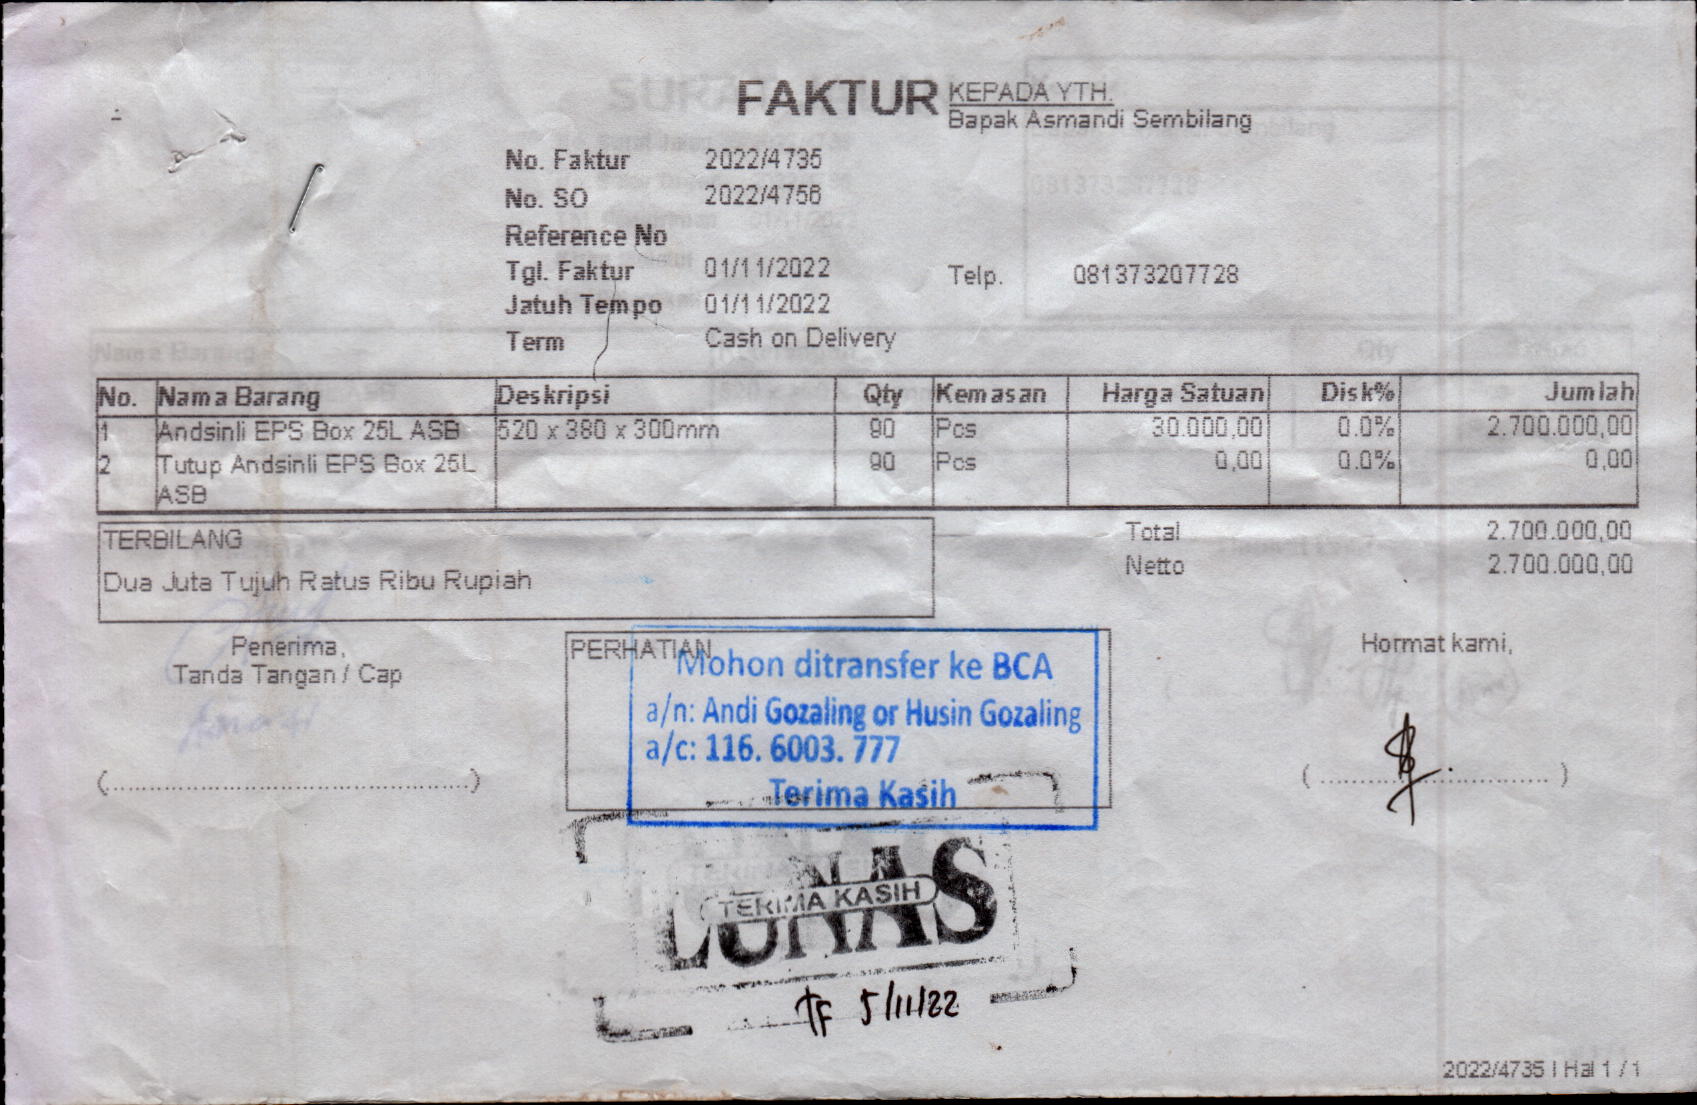 FAKTUR
KEPADA YTH.
Bapak Asmandi Sembilang
No. Faktur 2022/4735
No. SO 2022/4756
Reference No
Tgl. Faktur 01/11/2022
Telp. 081373207728
Jatuh Tempo 01/11/2022
Term Cash on Delivery
No. Nama Barang Deskripsi Qty Kemasan Harga Satuan Disk% Jumlah
1 Andsinli EPS Box 25L ASB 520 x 380 x 300mm 90 Pcs 30.000,00 0.0% 2.700.000,00
2 Tutup Andsinli EPS Box 25L 90 Pcs 0,00 0.0% 0,00
ASB
TERBILANG
Dua Juta Tujuh Ratus Ribu Rupiah
Total 2.700.000,00
Netto 2.700.000,00
Penerima,
Tanda Tangan / Cap
(................................................)
PERHATIAN
Mohon ditransfer ke BCA
a/n: Andi Gozaling or Husin Gozaling
a/c: 116. 6003. 777
Terima Kasih
Hormat kami,
(..............................)
LUNAS
TERIMA KASIH
TF 5/11/22
2022/4735 | Hal 1 / 1